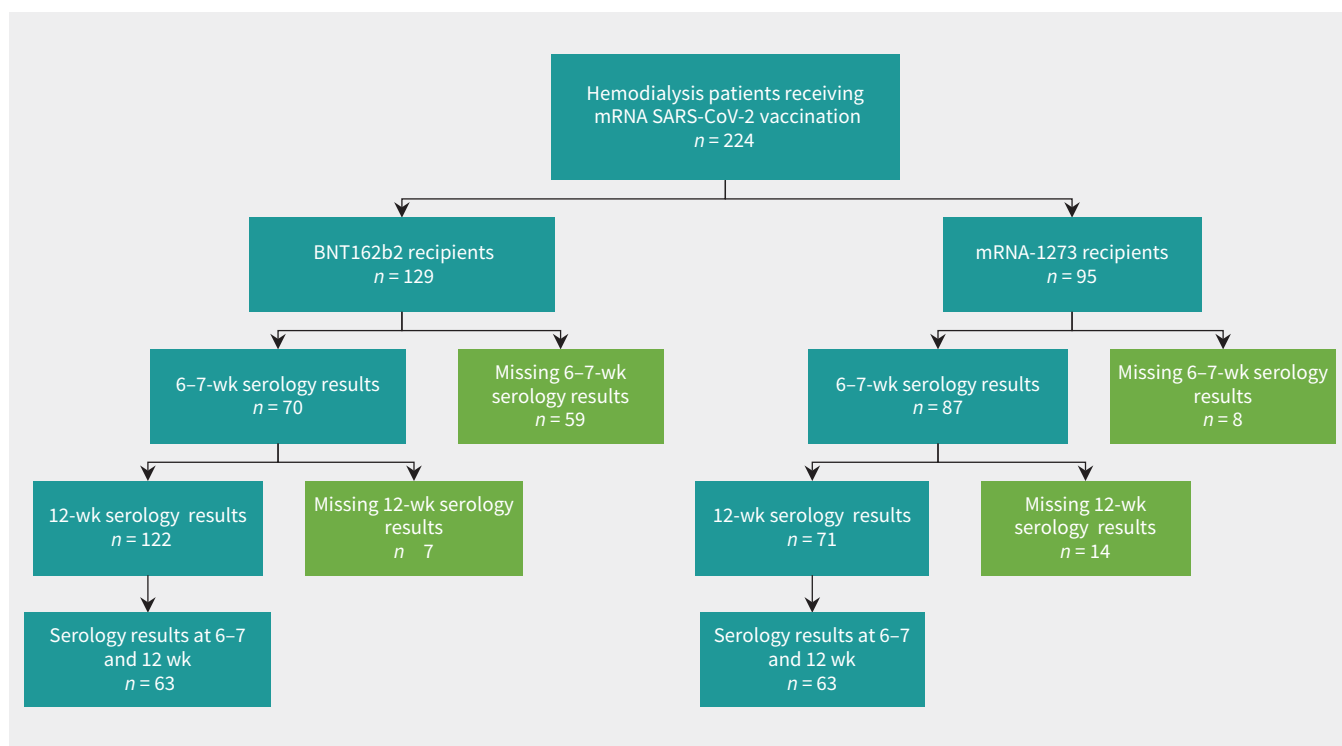 Hemodialysis patients receiving
mRNA SARS-CoV-2 vaccination
n = 224
BNT162b2 recipients
n = 129
mRNA-1273 recipients
n = 95
6–7-wk serology results
n = 70
Missing 6–7-wk
serology results
n = 59
6–7-wk serology results
n = 87
Missing 6–7-wk serology
results
n = 8
12-wk serology results
n = 122
Missing 12-wk serology
results
n 7
12-wk serology results
n = 71
Missing 12-wk
serology results
n = 14
Serology results at 6–7
and 12 wk
n = 63
Serology results at 6–7
and 12 wk
n = 63